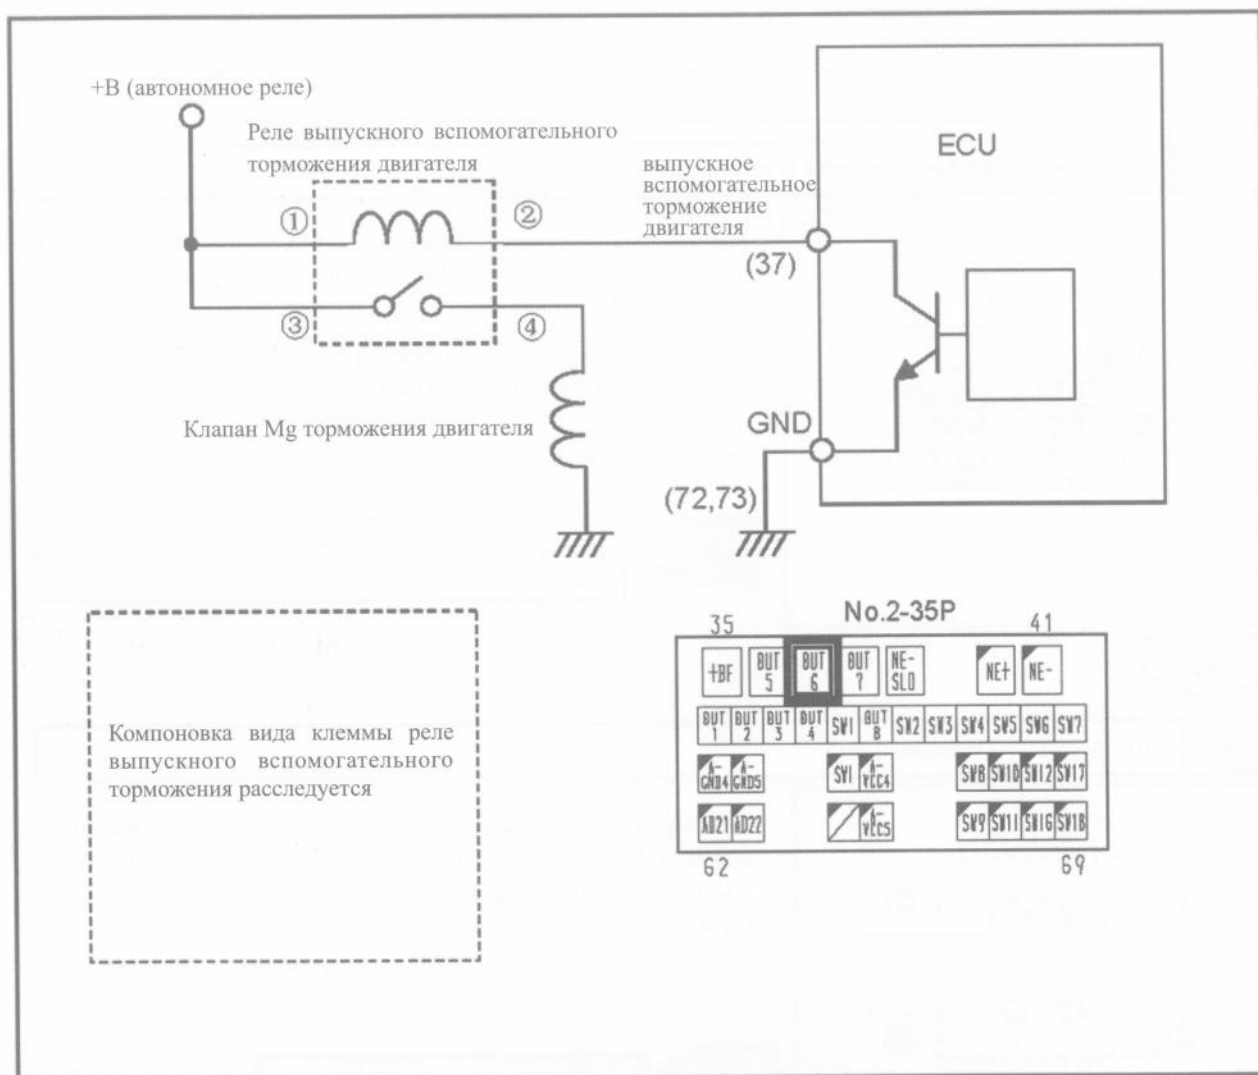 +B (автономное реле)
Реле выпускного вспомогательного
торможения двигателя
ECU
выпускное
вспомогательное
торможение
двигателя
①
②
(37)
③
④
GND
Клапан Mg торможения двигателя
(72,73)
No.2-35P
35
41
+BF BUT 5 BUT 6 BUT 7 NE- SLD NE+ NE-
BUT 1 BUT 2 BUT 3 BUT 4 SW1 BUT 8 SW2 SW3 SW4 SW5 SW6 SW7
A- GND4 A- GND5 A- VCC4 SW8 SW10 SW12 SW17
AD21 AD22 A- VCC5 SW9 SW11 SW16 SW18
62
69
Компоновка вида клеммы реле
выпускного вспомогательного
торможения расследуется